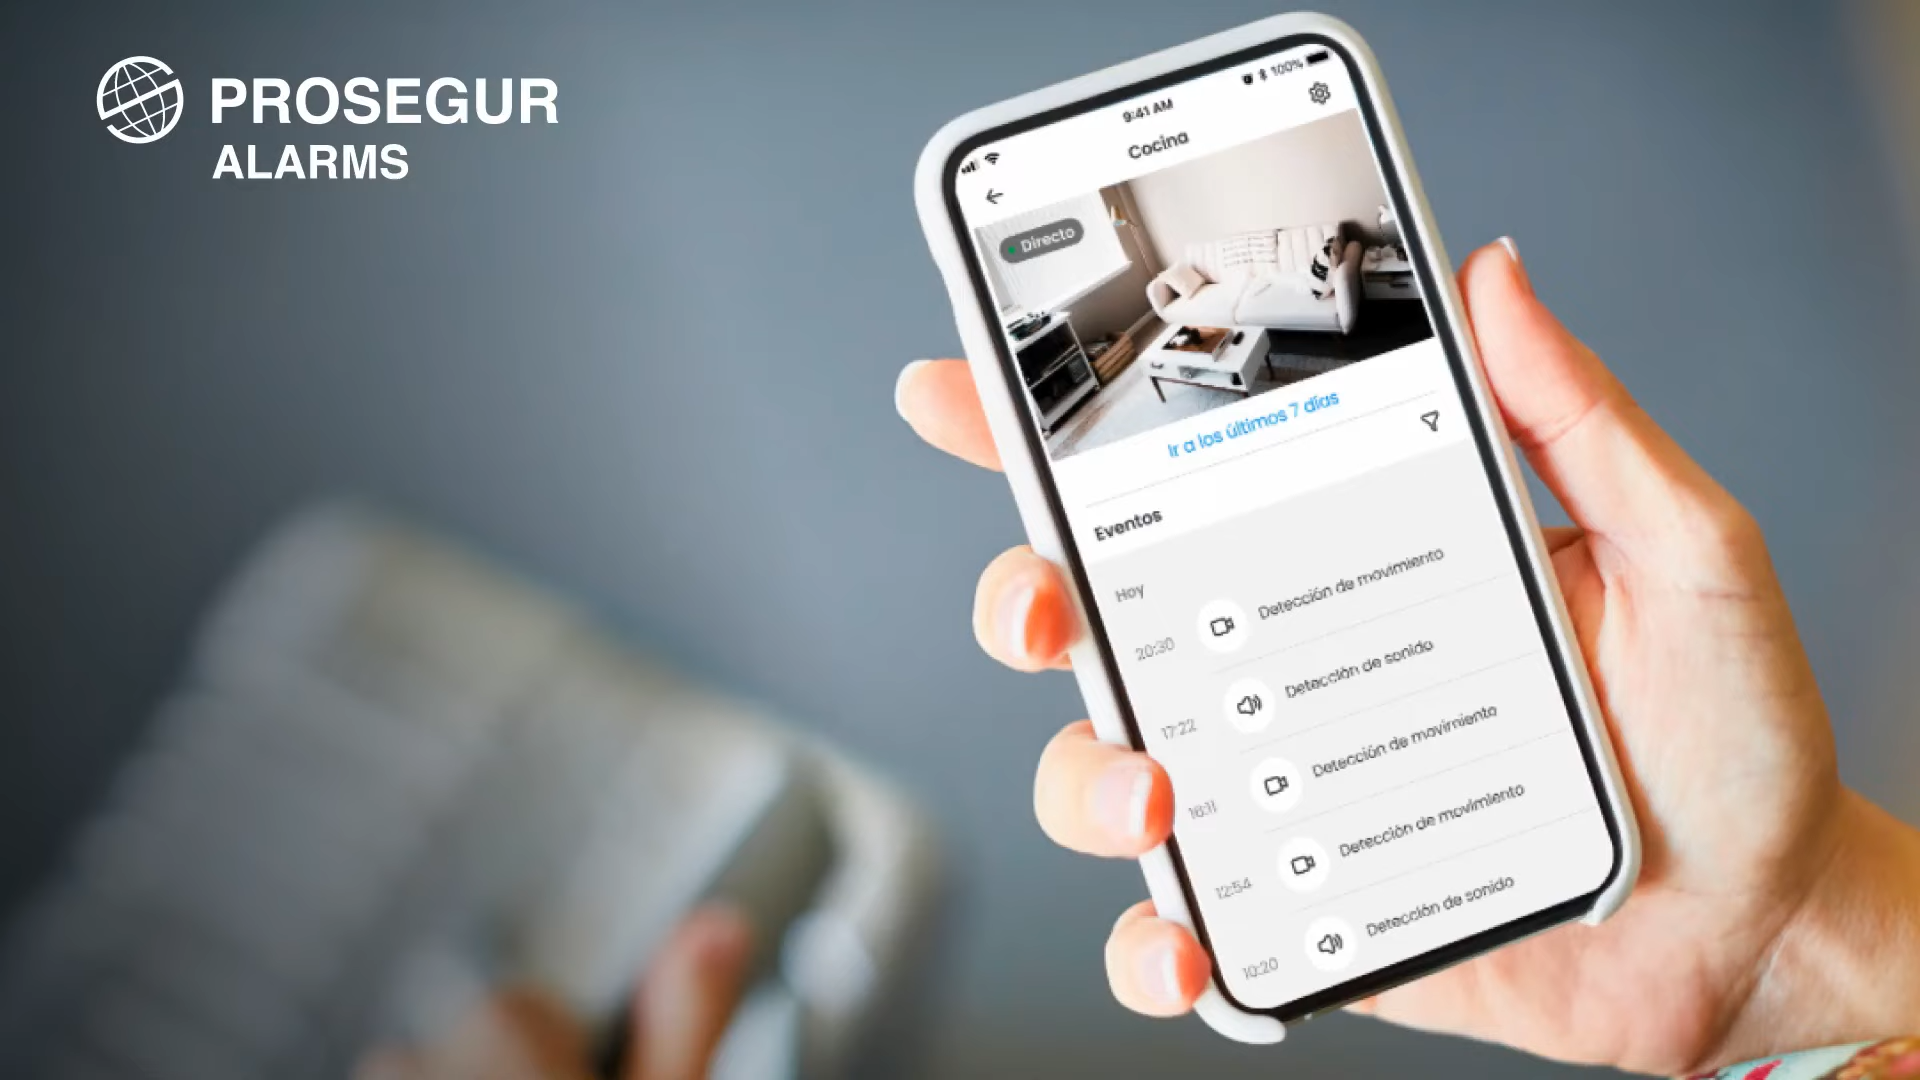 PROSEGUR
ALARMS
100%
9:41 AM
Cocina
Directo
Ir a los últimos 7 días
Eventos
Hoy
20:30 Detección de movimiento
17:22 Detección de sonido
16:11 Detección de movimiento
12:54 Detección de movimiento
10:20 Detección de sonido